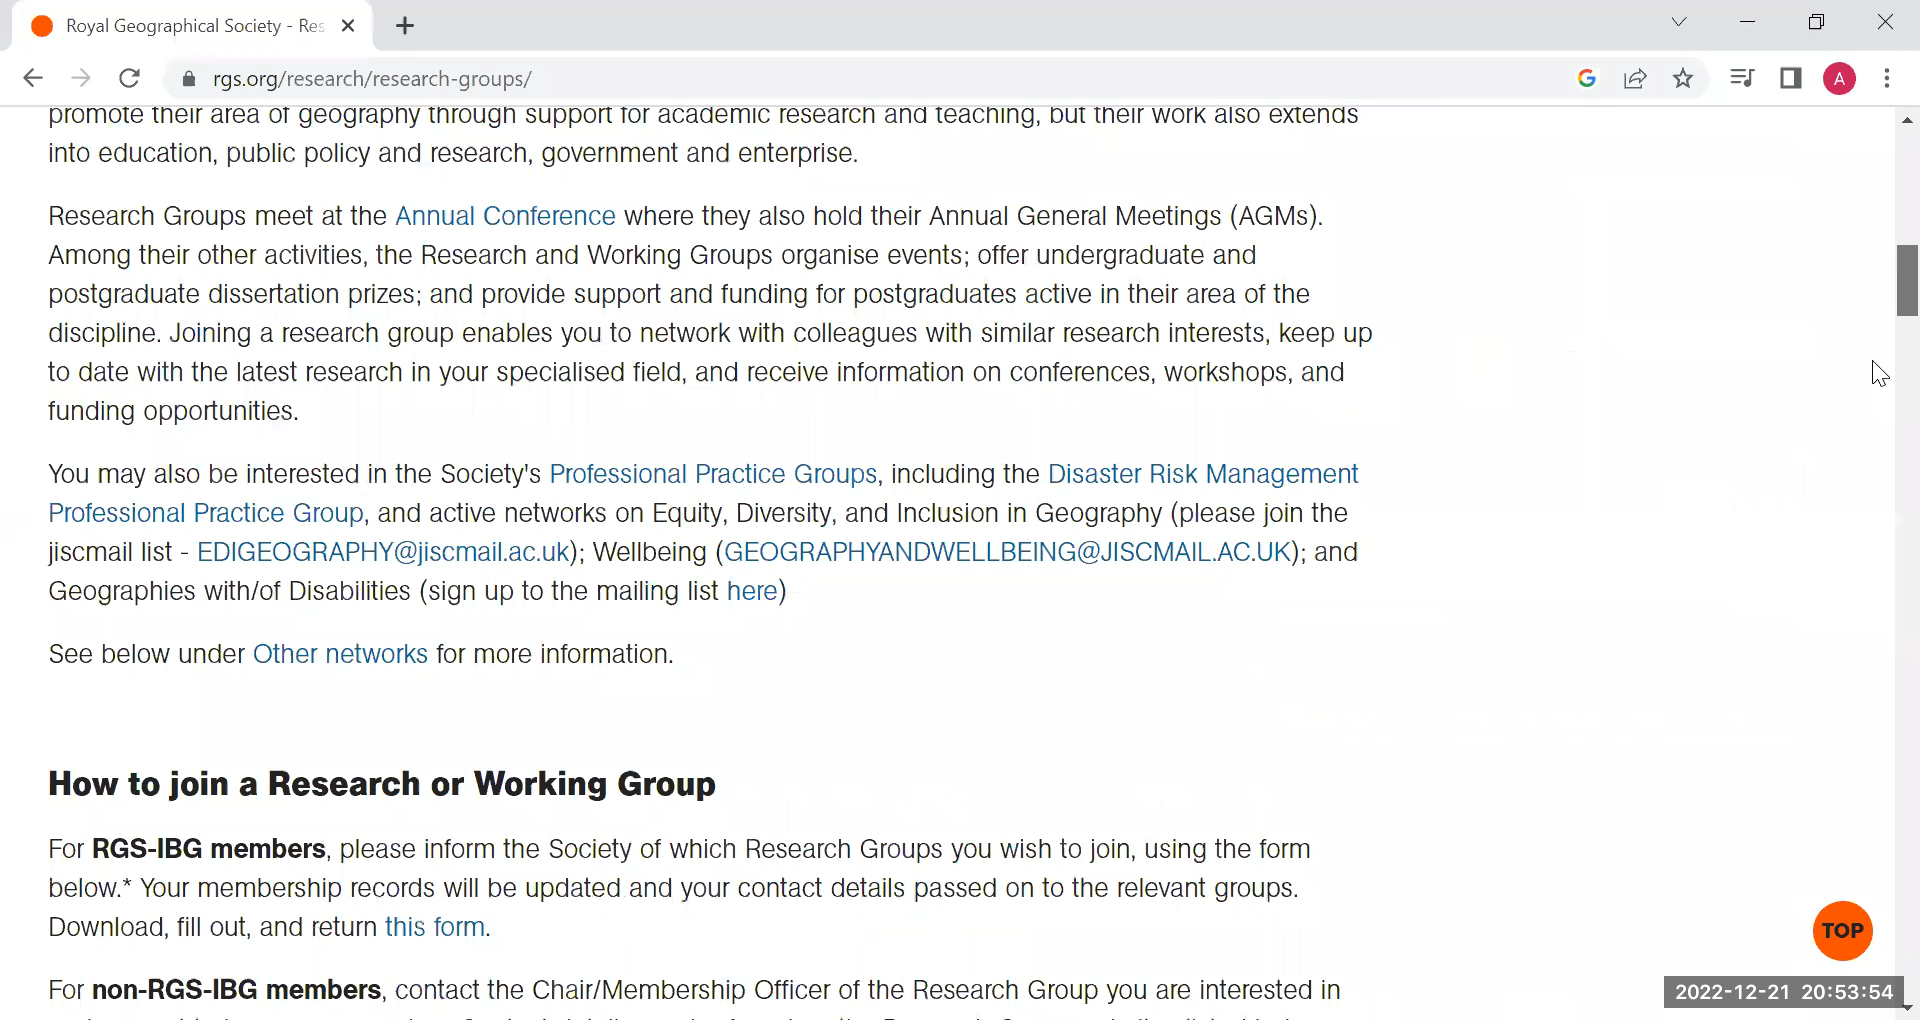 Royal Geographical Society - Res
rgs.org/research/research-groups/
A
promote their area of geography through support for academic research and teaching, but their work also extends
into education, public policy and research, government and enterprise.
Research Groups meet at the Annual Conference where they also hold their Annual General Meetings (AGMs).
Among their other activities, the Research and Working Groups organise events; offer undergraduate and
postgraduate dissertation prizes; and provide support and funding for postgraduates active in their area of the
discipline. Joining a research group enables you to network with colleagues with similar research interests, keep up
to date with the latest research in your specialised field, and receive information on conferences, workshops, and
funding opportunities.
You may also be interested in the Society's Professional Practice Groups, including the Disaster Risk Management
Professional Practice Group, and active networks on Equity, Diversity, and Inclusion in Geography (please join the
jiscmail list - EDIGEOGRAPHY@jiscmail.ac.uk); Wellbeing (GEOGRAPHYANDWELLBEING@JISCMAIL.AC.UK); and
Geographies with/of Disabilities (sign up to the mailing list here)
See below under Other networks for more information.
How to join a Research or Working Group
For RGS-IBG members, please inform the Society of which Research Groups you wish to join, using the form
below.* Your membership records will be updated and your contact details passed on to the relevant groups.
Download, fill out, and return this form.
TOP
For non-RGS-IBG members, contact the Chair/Membership Officer of the Research Group you are interested in
2022-12-21 20:53:54